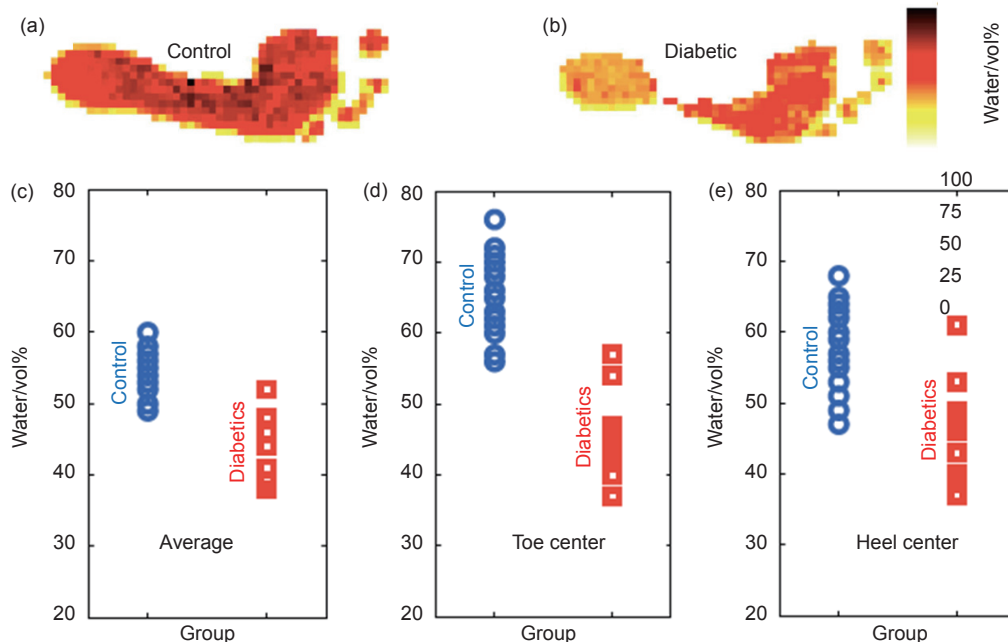 (a)
Control
(b)
Diabetic
Water/vol%
(c)
80
70
60
50
40
30
20
Water/vol%
Control
Diabetics
Average
Group
(d)
80
70
60
50
40
30
20
Water/vol%
Control
Diabetics
Toe center
Group
(e)
80
70
60
50
40
30
20
Water/vol%
Control
Diabetics
100
75
50
25
0
Heel center
Group